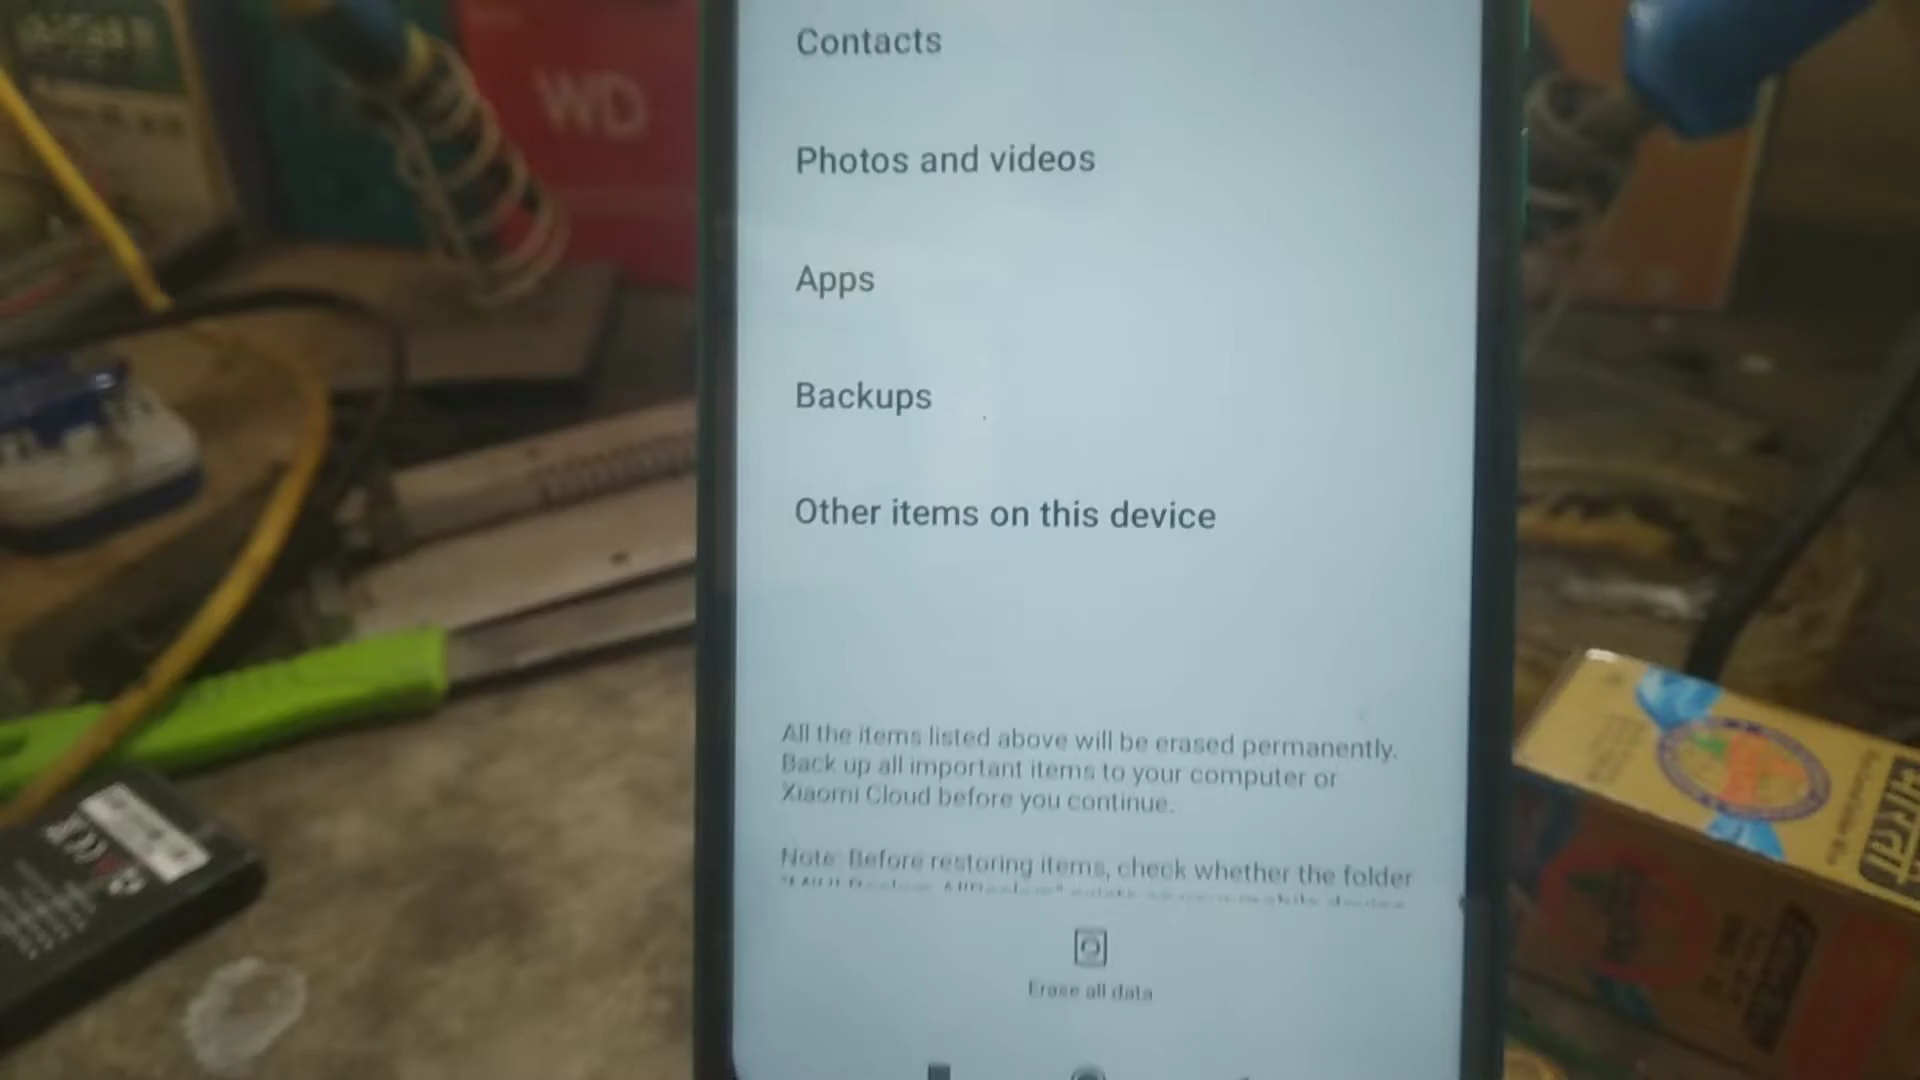 WD
Contacts
Photos and videos
Apps
Backups
Other items on this device
All the items listed above will be erased permanently.
Back up all important items to your computer or
Xiaomi Cloud before you continue.
Note: Before restoring items, check whether the folder
Erase all data